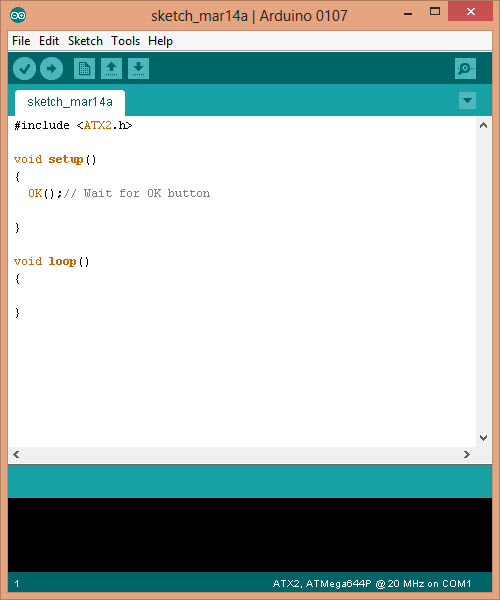 sketch_mar14a | Arduino 0107
File Edit Sketch Tools Help
sketch_mar14a
#include <ATX2.h>
void setup()
{
  OK();// Wait for OK button
}
void loop()
{
}
1
ATX2, ATMega644P @ 20 MHz on COM1